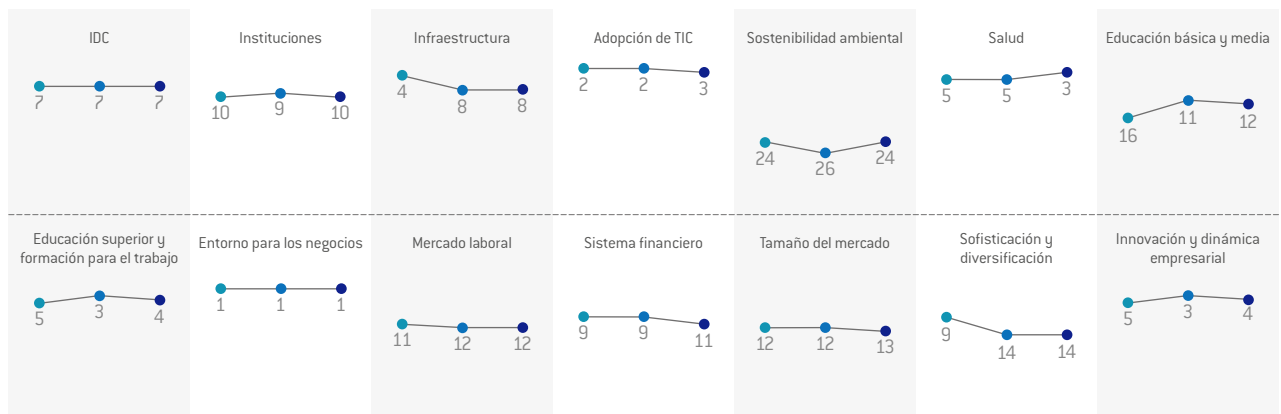 IDC
7 7 7
Instituciones
10 9 10
Infraestructura
4 8 8
Adopción de TIC
2 2 3
Sostenibilidad ambiental
24 26 24
Salud
5 5 3
Educación básica y media
16 11 12
Educación superior y
formación para el trabajo
5 3 4
Entorno para los negocios
1 1 1
Mercado laboral
11 12 12
Sistema financiero
9 9 11
Tamaño del mercado
12 12 13
Sofisticación y
diversificación
9 14 14
Innovación y dinámica
empresarial
5 3 4